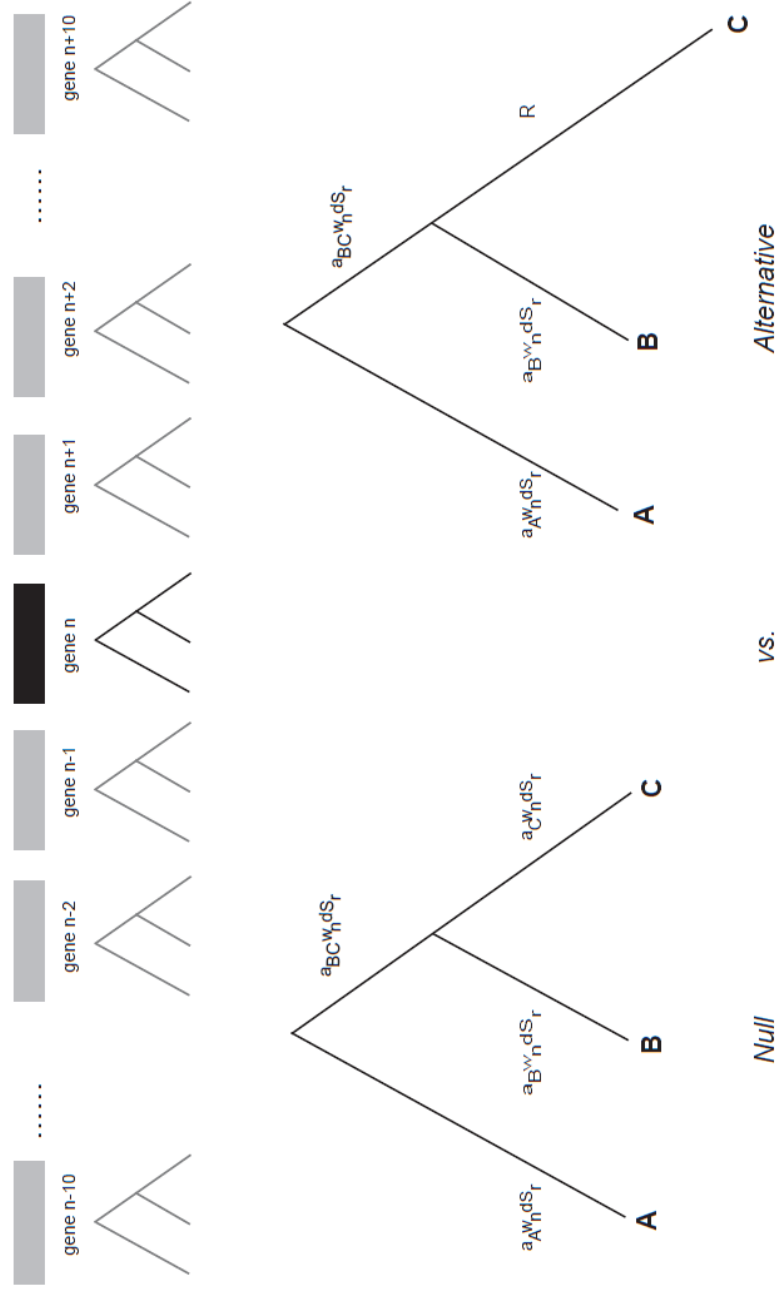 gene n-10 ...... gene n-2 gene n-1 gene n gene n+1 gene n+2 ...... gene n+10
aBCwndSr aBCwndSr
R
aAwndSr aBwndSr aCwndSr aAwndSr aBwndSr
A B C A B
C
Null vs. Alternative